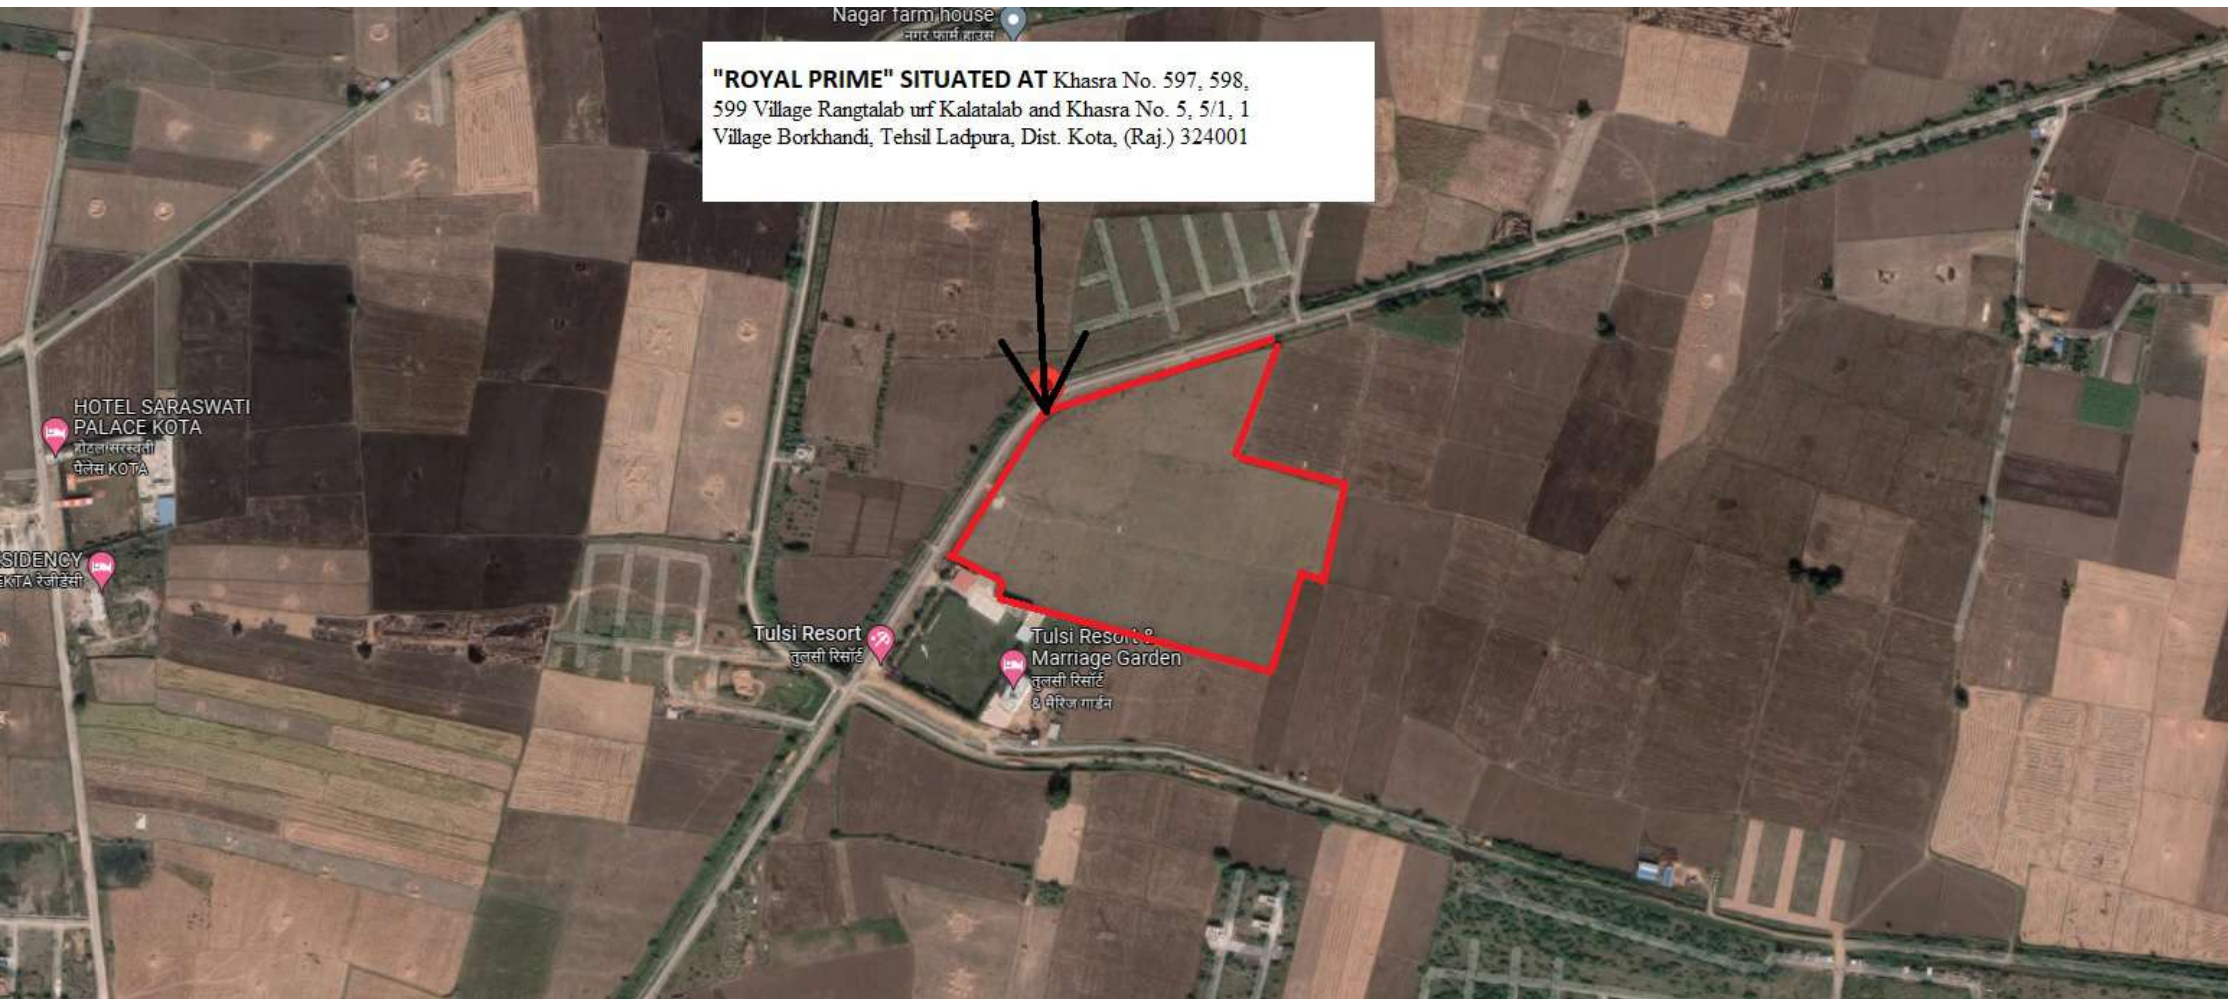 Nagar farm house
नगर फार्म हाउस
"ROYAL PRIME" SITUATED AT Khasra No. 597, 598,
599 Village Rangtalab urf Kalatalab and Khasra No. 5, 5/1, 1
Village Borkhandi, Tehsil Ladpura, Dist. Kota, (Raj.) 324001
HOTEL SARASWATI
PALACE KOTA
होटल सरस्वती
पैलेस KOTA
SIDENCY
EKTA रेजीडेंसी
Tulsi Resort
तुलसी रिसॉर्ट
Tulsi Resort &
Marriage Garden
तुलसी रिसॉर्ट
& मैरिज गार्डन